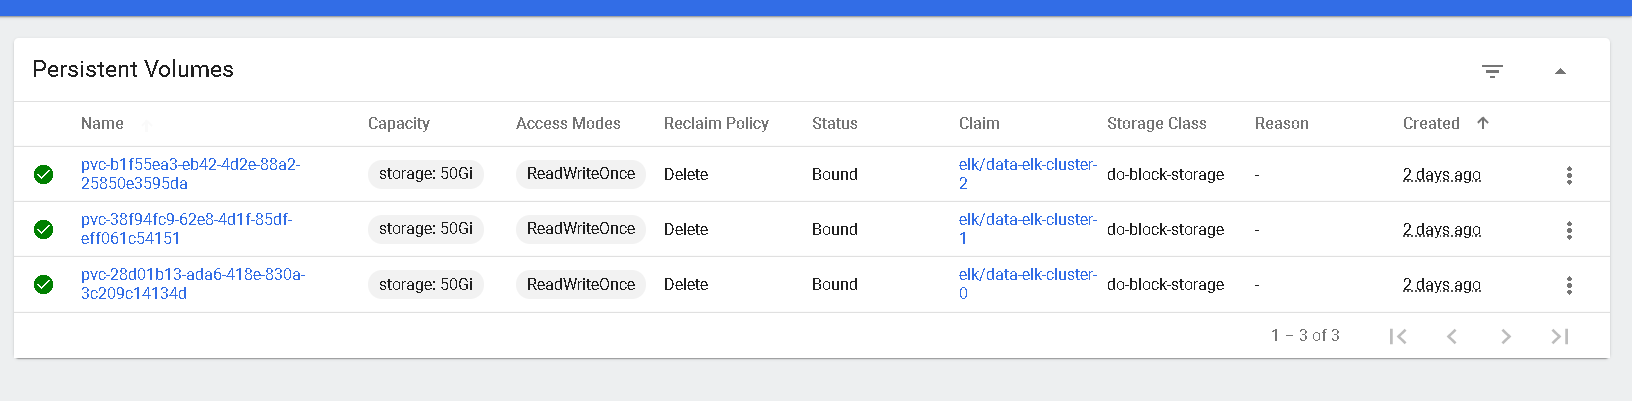 Persistent Volumes
Name Capacity Access Modes Reclaim Policy Status Claim Storage Class Reason Created
pvc-b1f55ea3-eb42-4d2e-88a2-
25850e3595da
storage: 50Gi ReadWriteOnce Delete Bound
elk/data-elk-cluster-
2
do-block-storage - 2 days ago
pvc-38f94fc9-62e8-4d1f-85df-
eff061c54151
storage: 50Gi ReadWriteOnce Delete Bound
elk/data-elk-cluster-
1
do-block-storage - 2 days ago
pvc-28d01b13-ada6-418e-830a-
3c209c14134d
storage: 50Gi ReadWriteOnce Delete Bound
elk/data-elk-cluster-
0
do-block-storage - 2 days ago
1 – 3 of 3